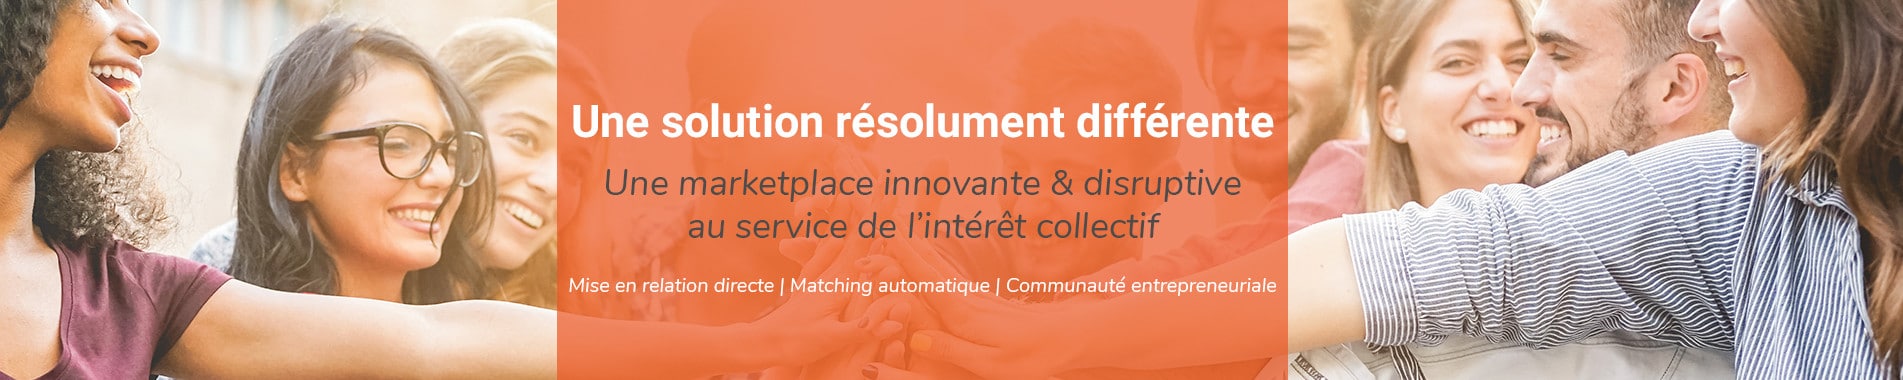 Une solution résolument différente
Une marketplace innovante & disruptive
au service de l’intérêt collectif
Mise en relation directe | Matching automatique | Communauté entrepreneuriale